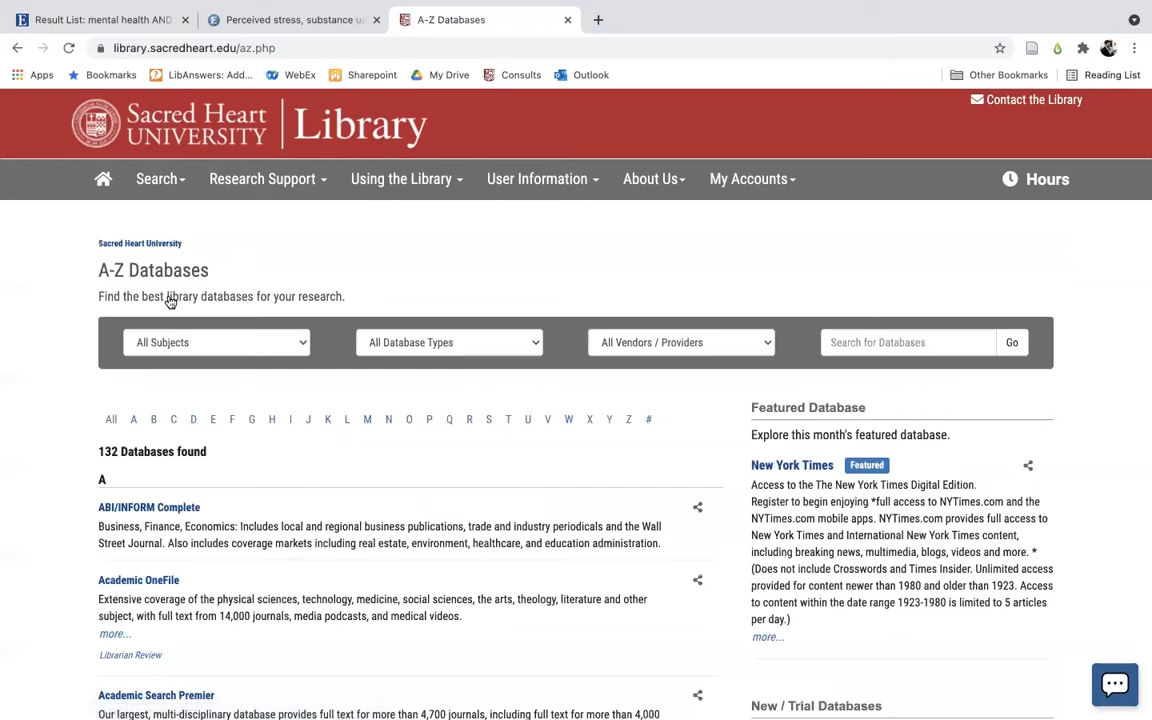 Result List: mental health AND
Perceived stress, substance us
A-Z Databases
library.sacredheart.edu/az.php
Apps
Bookmarks
LibAnswers: Add...
WebEx
Sharepoint
My Drive
Consults
Outlook
Other Bookmarks
Reading List
Contact the Library
Sacred Heart
UNIVERSITY
Library
Search
Research Support
Using the Library
User Information
About Us
My Accounts
Hours
Sacred Heart University
A-Z Databases
Find the best library databases for your research.
All Subjects
All Database Types
All Vendors / Providers
Search for Databases
Go
All A B C D E F G H I J K L M N O P Q R S T U V W X Y Z #
132 Databases found
A
ABI/INFORM Complete
Business, Finance, Economics: Includes local and regional business publications, trade and industry periodicals and the Wall
Street Journal. Also includes coverage markets including real estate, environment, healthcare, and education administration.
Academic OneFile
Extensive coverage of the physical sciences, technology, medicine, social sciences, the arts, theology, literature and other
subject, with full text from 14,000 journals, media podcasts, and medical videos.
more...
Librarian Review
Academic Search Premier
Our largest, multi-disciplinary database provides full text for more than 4,700 journals, including full text for more than 4,000
Featured Database
Explore this month's featured database.
New York Times Featured
Access to the The New York Times Digital Edition.
Register to begin enjoying *full access to NYTimes.com and the
NYTimes.com mobile apps. NYTimes.com provides full access to
New York Times and International New York Times content,
including breaking news, multimedia, blogs, videos and more. *
(Does not include Crosswords and Times Insider. Unlimited access
provided for content newer than 1980 and older than 1923. Access
to content within the date range 1923-1980 is limited to 5 articles
per day.)
more...
New / Trial Databases